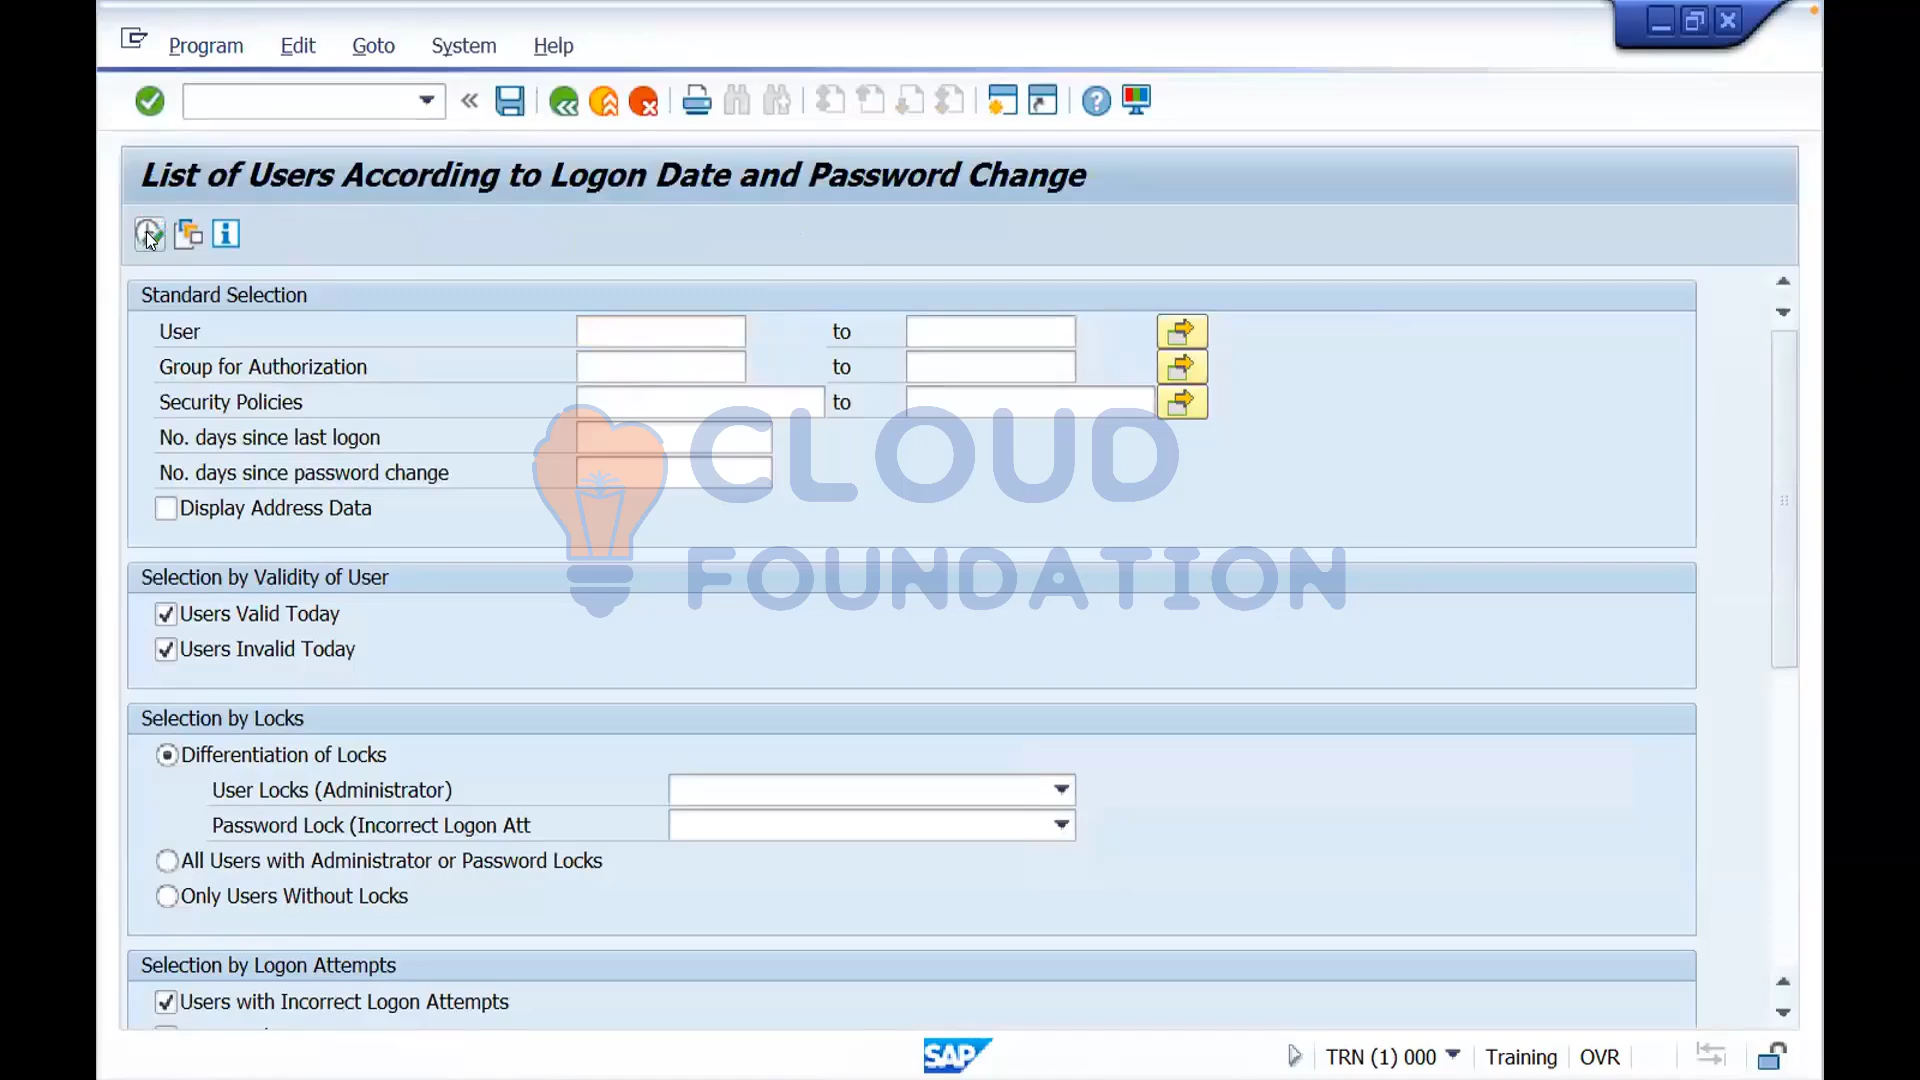 Program Edit Goto System Help
List of Users According to Logon Date and Password Change
Standard Selection
User to
Group for Authorization to
Security Policies to
No. days since last logon
No. days since password change
Display Address Data
CLOUD
FOUNDATION
Selection by Validity of User
Users Valid Today
Users Invalid Today
Selection by Locks
Differentiation of Locks
User Locks (Administrator)
Password Lock (Incorrect Logon Att
All Users with Administrator or Password Locks
Only Users Without Locks
Selection by Logon Attempts
Users with Incorrect Logon Attempts
SAP TRN (1) 000 Training OVR